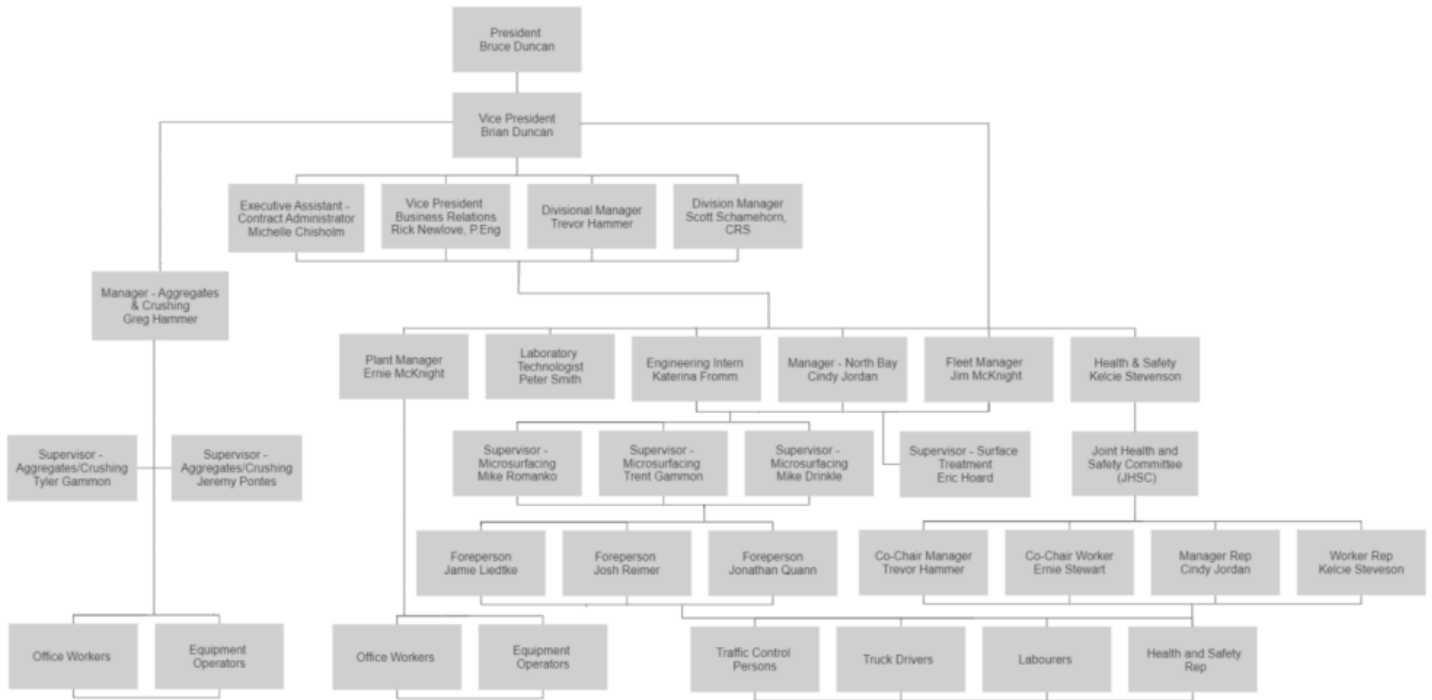 President
Bruce Duncan
Vice President
Brian Duncan
Executive Assistant -
Contract Administrator
Michelle Chisholm
Vice President
Business Relations
Rick Newlove, P.Eng
Divisional Manager
Trevor Hammer
Division Manager
Scott Schamehorn,
CRS
Manager - Aggregates
& Crushing
Greg Hammer
Plant Manager
Ernie McKnight
Laboratory
Technologist
Peter Smith
Engineering Intern
Katerina Fromm
Manager - North Bay
Cindy Jordan
Fleet Manager
Jim McKnight
Health & Safety
Kelcie Stevenson
Supervisor -
Aggregates/Crushing
Tyler Gammon
Supervisor -
Aggregates/Crushing
Jeremy Pontes
Supervisor -
Microsurfacing
Mike Romanko
Supervisor -
Microsurfacing
Trent Gammon
Supervisor -
Microsurfacing
Mike Drinkle
Supervisor - Surface
Treatment
Eric Hoard
Joint Health and
Safety Committee
(JHSC)
Foreperson
Jamie Liedtke
Foreperson
Josh Reimer
Foreperson
Jonathan Quann
Co-Chair Manager
Trevor Hammer
Co-Chair Worker
Ernie Stewart
Manager Rep
Cindy Jordan
Worker Rep
Kelcie Steveson
Office Workers
Equipment
Operators
Office Workers
Equipment
Operators
Traffic Control
Persons
Truck Drivers
Labourers
Health and Safety
Rep